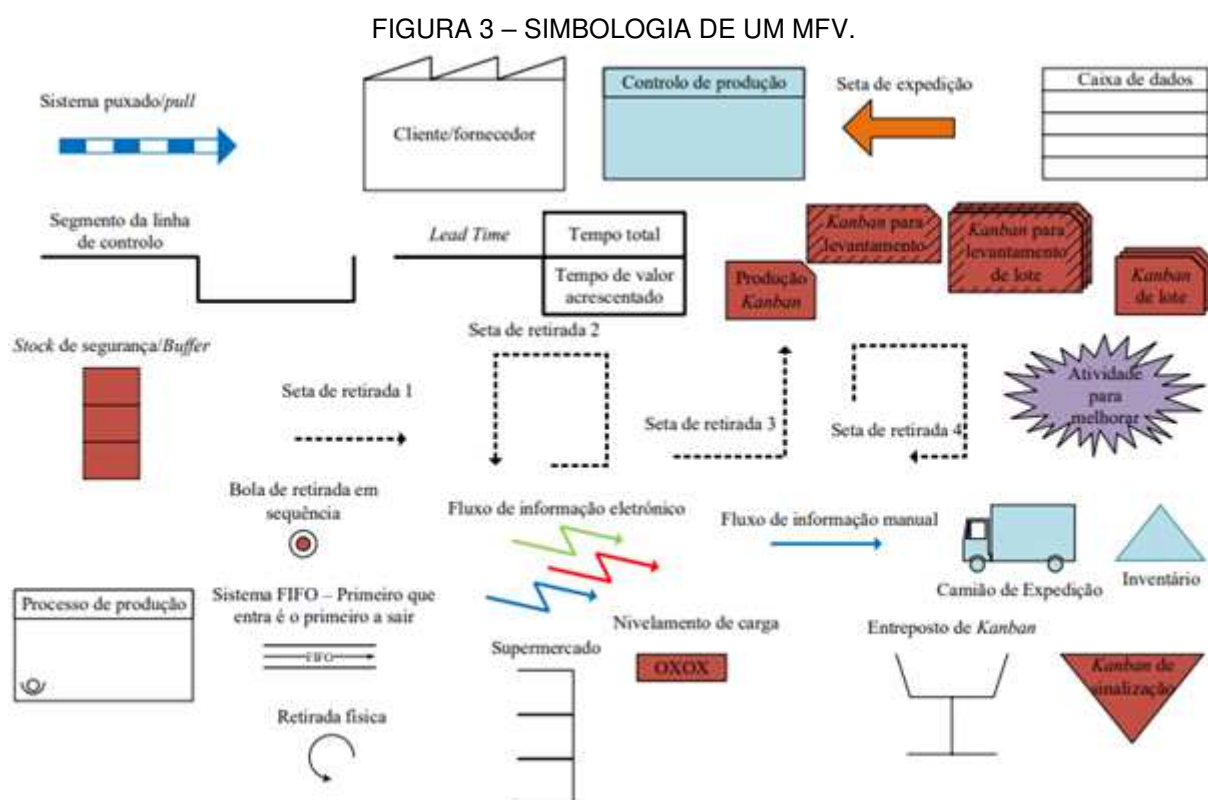 FIGURA 3 – SIMBOLOGIA DE UM MFV.
Sistema puxado/pull
Cliente/fornecedor
Controlo de produção
Seta de expedição
Caixa de dados
Segmento da linha
de controlo
Lead Time
Tempo total
Tempo de valor
acrescentado
Produção
Kanban
Kanban para
levantamento
Kanban para
levantamento
de lote
Kanban
de lote
Stock de segurança/Buffer
Seta de retirada 1
Seta de retirada 2
Seta de retirada 3
Seta de retirada 4
Atividade
para
melhorar
Bola de retirada em
sequência
Fluxo de informação eletrónico
Fluxo de informação manual
Camião de Expedição
Inventário
Processo de produção
Sistema FIFO – Primeiro que
entra é o primeiro a sair
FIFO
Retirada física
Supermercado
Nivelamento de carga
OXOX
Entreposto de Kanban
Kanban de
sinalização